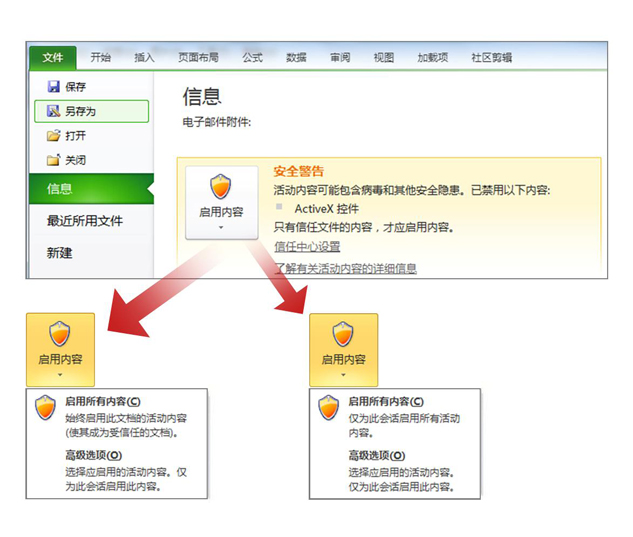 文件 开始 插入 页面布局 公式 数据 审阅 视图 加载项 社区剪辑
保存
另存为
打开
关闭
信息
最近所用文件
新建
信息
电子邮件附件:
启用内容
安全警告
活动内容可能包含病毒和其他安全隐患。已禁用以下内容:
ActiveX 控件
只有信任文件的内容，才应启用内容。
信任中心设置
了解有关活动内容的详细信息
启用内容
启用所有内容(C)
始终启用此文档的活动内容
(使其成为受信任的文档)。
高级选项(O)
选择应启用的活动内容。仅
为此会话启用此内容。
启用内容
启用所有内容(C)
仅为此会话启用所有活动
内容。
高级选项(O)
选择应启用的活动内容。
仅为此会话启用此内容。